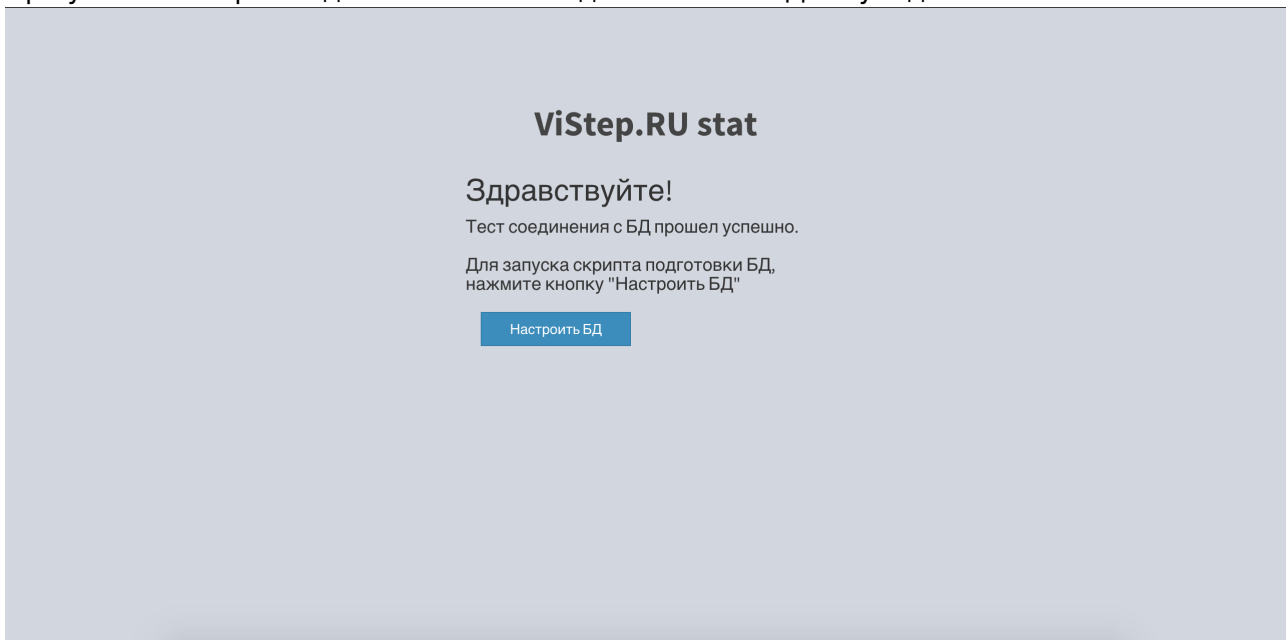 ViStep.RU stat
Здравствуйте!
Тест соединения с БД прошел успешно.
Для запуска скрипта подготовки БД,
нажмите кнопку "Настроить БД"
Настроить БД